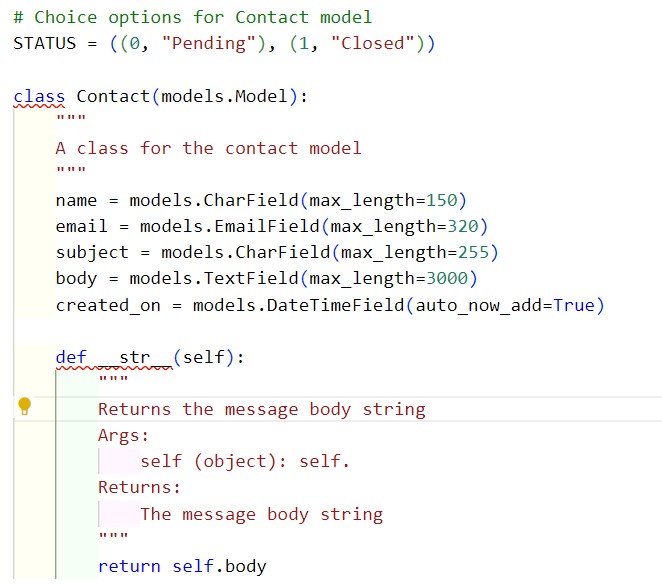 # Choice options for Contact model
STATUS = ((0, "Pending"), (1, "Closed"))
class Contact(models.Model):
"""
A class for the contact model
"""
name = models.CharField(max_length=150)
email = models.EmailField(max_length=320)
subject = models.CharField(max_length=255)
body = models.TextField(max_length=3000)
created_on = models.DateTimeField(auto_now_add=True)
def __str__(self):
"""
Returns the message body string
Args:
self (object): self.
Returns:
The message body string
"""
return self.body